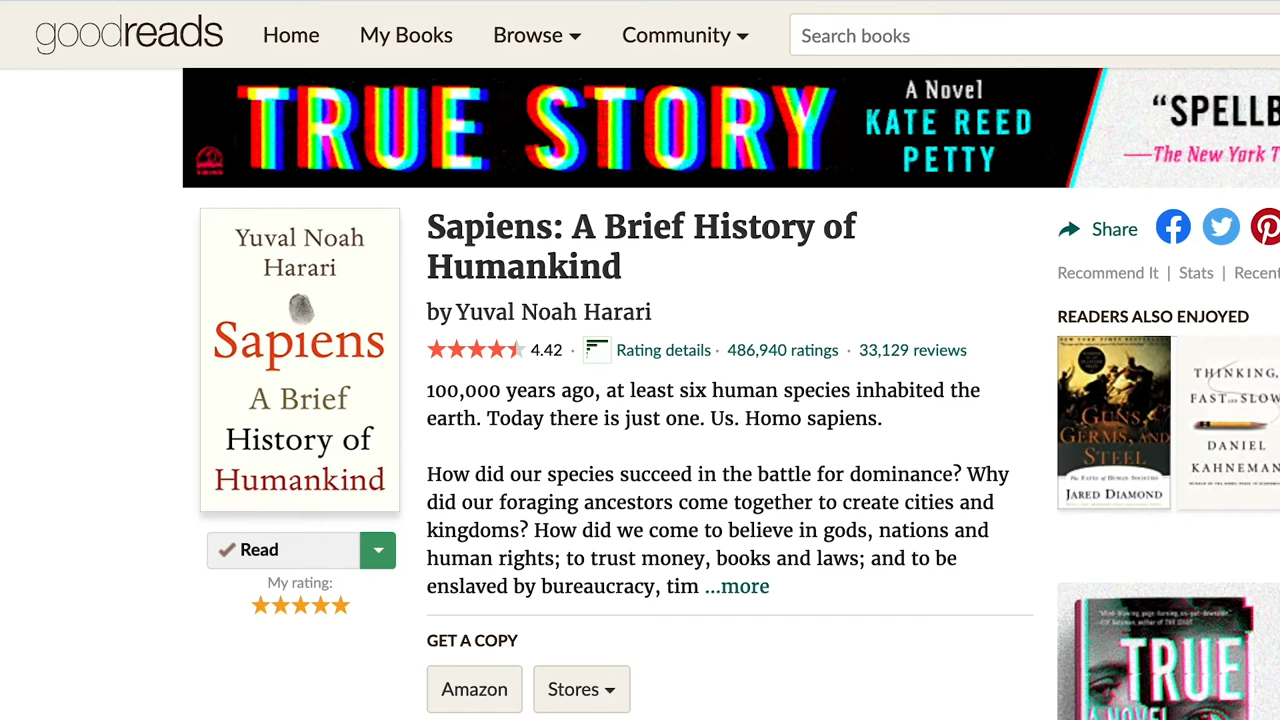 goodreads Home My Books Browse Community Search books
TRUE STORY
A Novel
KATE REED
PETTY
"SPELLB
—The New York T
Yuval Noah
Harari
Sapiens
A Brief
History of
Humankind
Read
My rating:
Sapiens: A Brief History of
Humankind
by Yuval Noah Harari
4.42 · Rating details · 486,940 ratings · 33,129 reviews
100,000 years ago, at least six human species inhabited the
earth. Today there is just one. Us. Homo sapiens.
How did our species succeed in the battle for dominance? Why
did our foraging ancestors come together to create cities and
kingdoms? How did we come to believe in gods, nations and
human rights; to trust money, books and laws; and to be
enslaved by bureaucracy, tim ...more
GET A COPY
Amazon Stores
Share
Recommend It | Stats | Recent
READERS ALSO ENJOYED
GUNS,
GERMS, AND
STEEL
JARED DIAMOND
THINKING,
FAST AND SLOW
DANIEL
KAHNEMAN
TRUE
A NOVEL